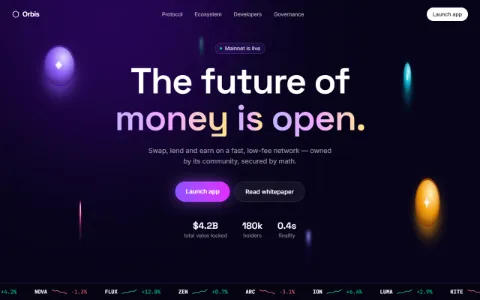 Orbis
Protocol Ecosystem Developers Governance
Launch app
Mainnet is live
The future of
money is open.
Swap, lend and earn on a fast, low-fee network — owned
by its community, secured by math.
Launch app Read whitepaper
$4.2B 180k 0.4s
total value locked holders finality
+4.2% NOVA -1.3% FLUX +12.8% ZEN +0.7% ARC -3.1% ION +6.4% LUMA +2.9% KITE